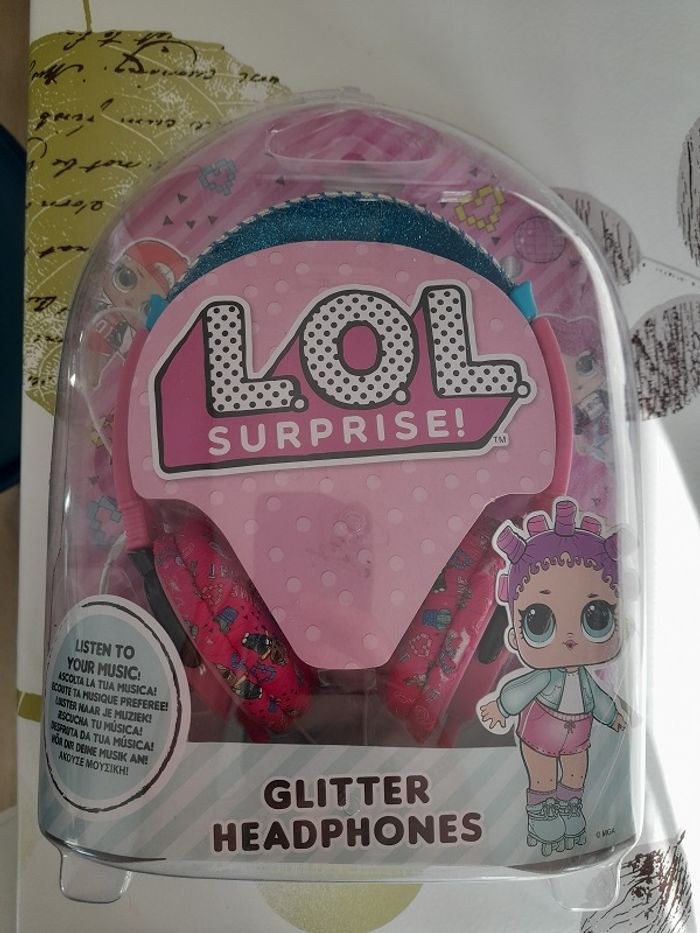 L.O.L.
SURPRISE!
TM
LISTEN TO
YOUR MUSIC!
ASCOLTA LA TUA MUSICA!
ECOUTE TA MUSIQUE PREFEREE!
LUISTER NAAR JE MUZIEK!
¡ESCUCHA TU MÚSICA!
DESFRUTA DA TUA MÚSICA!
HÖR DIR DEINE MUSIK AN!
ΑΚΟΥΣΕ ΜΟΥΣΙΚΗ!
GLITTER
HEADPHONES
© MGA